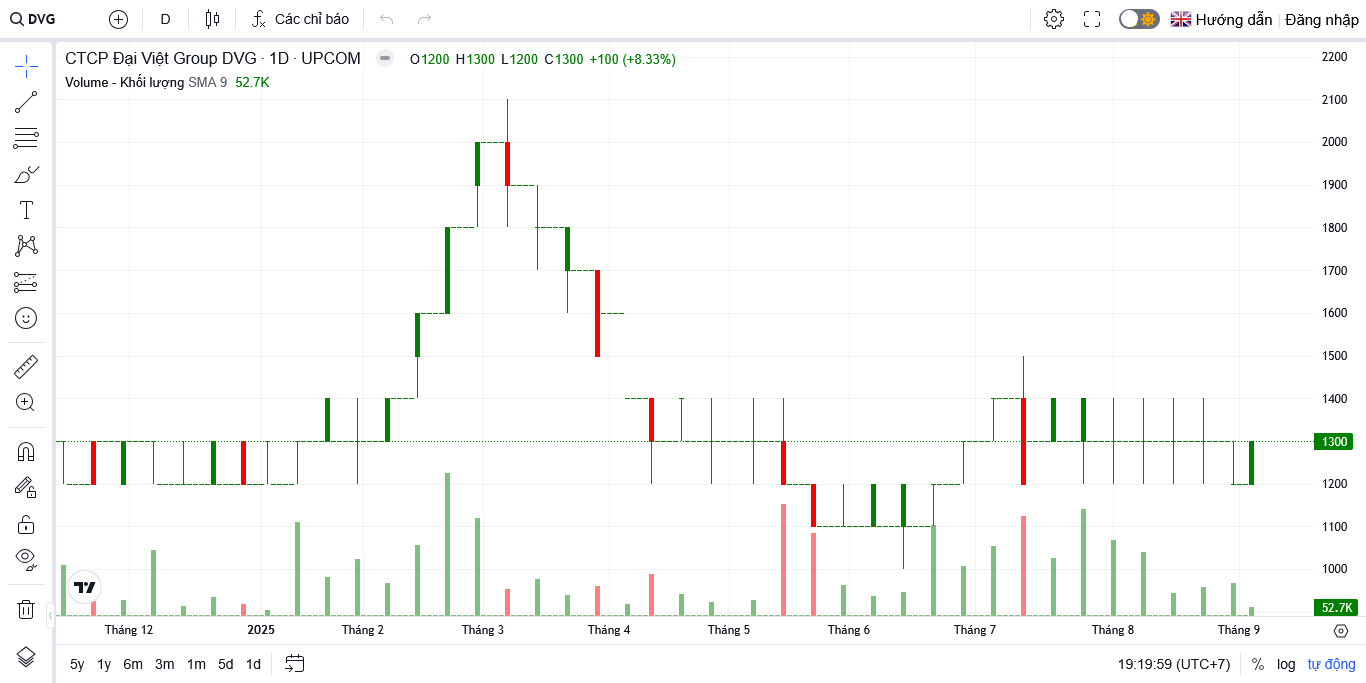 DVG D Các chỉ báo Hướng dẫn Đăng nhập
CTCP Đại Việt Group DVG · 1D · UPCOM O1200 H1300 L1200 C1300 +100 (+8.33%)
Volume - Khối lượng SMA 9 52.7K
2200
2100
2000
1900
1800
1700
1600
1500
1400
1300
1200
1100
1000
52.7K
Tháng 12 2025 Tháng 2 Tháng 3 Tháng 4 Tháng 5 Tháng 6 Tháng 7 Tháng 8 Tháng 9
5y 1y 6m 3m 1m 5d 1d 19:19:59 (UTC+7) % log tự động